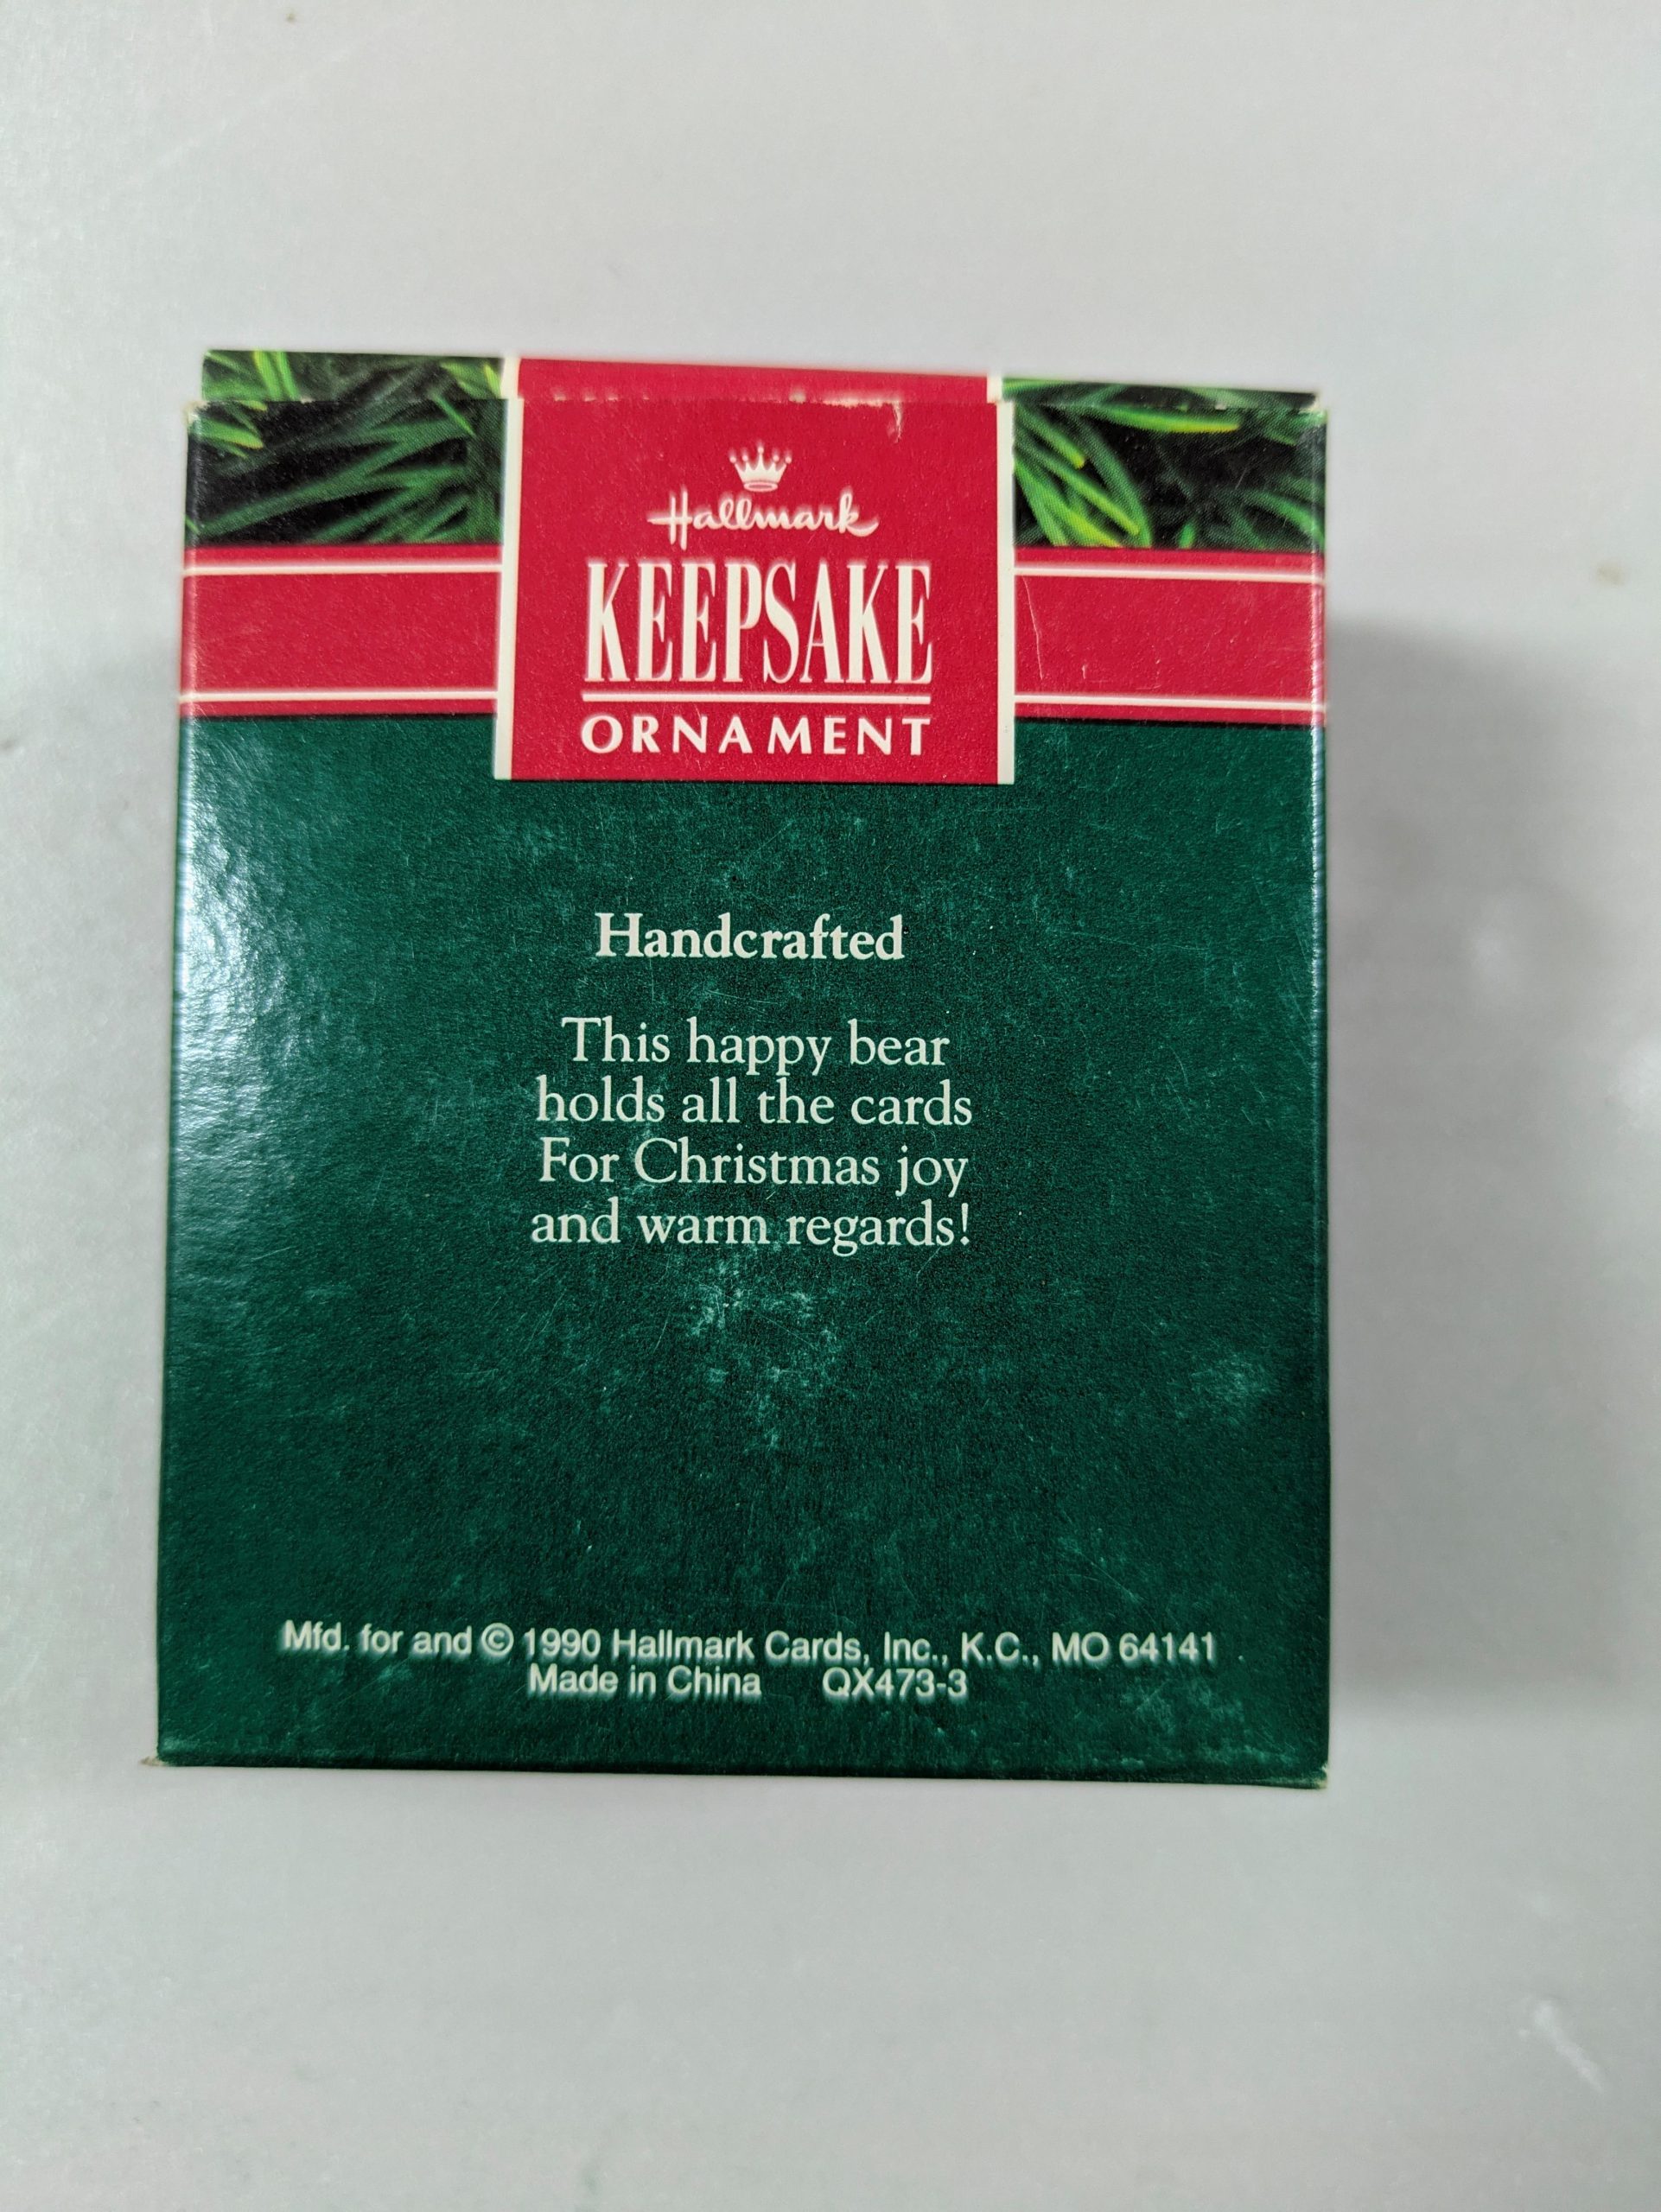 Hallmark
KEEPSAKE
ORNAMENT
Handcrafted
This happy bear
holds all the cards
For Christmas joy
and warm regards!
Mfd. for and © 1990 Hallmark Cards, Inc., K.C., MO 64141
Made in China QX473-3